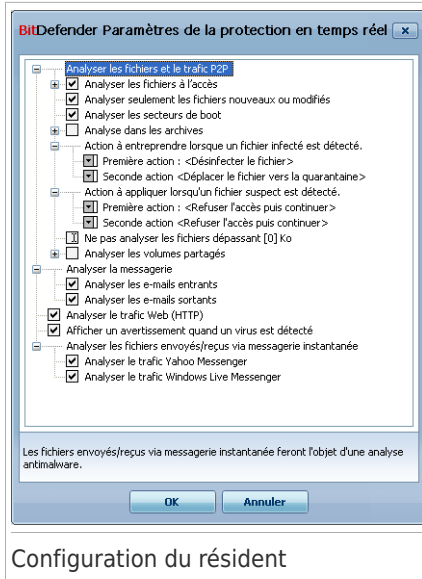 BitDefender Paramètres de la protection en temps réel
Analyser les fichiers et le trafic P2P
Analyser les fichiers à l'accès
Analyser seulement les fichiers nouveaux ou modifiés
Analyser les secteurs de boot
Analyse dans les archives
Action à entreprendre lorsque un fichier infecté est détecté.
Première action : <Désinfecter le fichier>
Seconde action <Déplacer le fichier vers la quarantaine>
Action à appliquer lorsqu'un fichier suspect est détecté.
Première action : <Refuser l'accès puis continuer>
Seconde action <Refuser l'accès puis continuer>
Ne pas analyser les fichiers dépassant [0] Ko
Analyser les volumes partagés
Analyser la messagerie
Analyser les e-mails entrants
Analyser les e-mails sortants
Analyser le trafic Web (HTTP)
Afficher un avertissement quand un virus est détecté
Analyser les fichiers envoyés/reçus via messagerie instantanée
Analyser le trafic Yahoo Messenger
Analyser le trafic Windows Live Messenger
Les fichiers envoyés/reçus via messagerie instantanée feront l'objet d'une analyse
antimalware.
OK Annuler
Configuration du résident